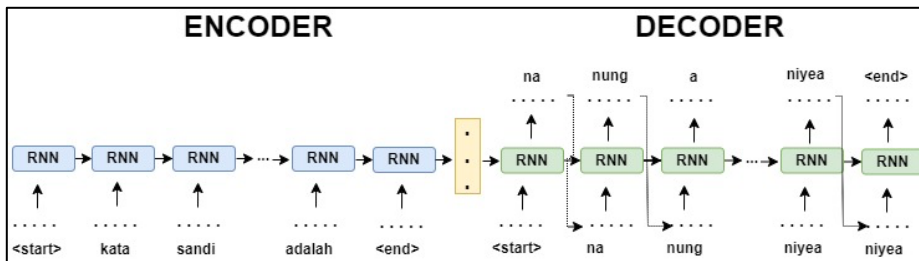 ENCODER DECODER
na nung a niyea <end>
RNN RNN RNN ... RNN RNN RNN RNN RNN ... RNN RNN
<start> kata sandi adalah <end> <start> na nung niyea niyea